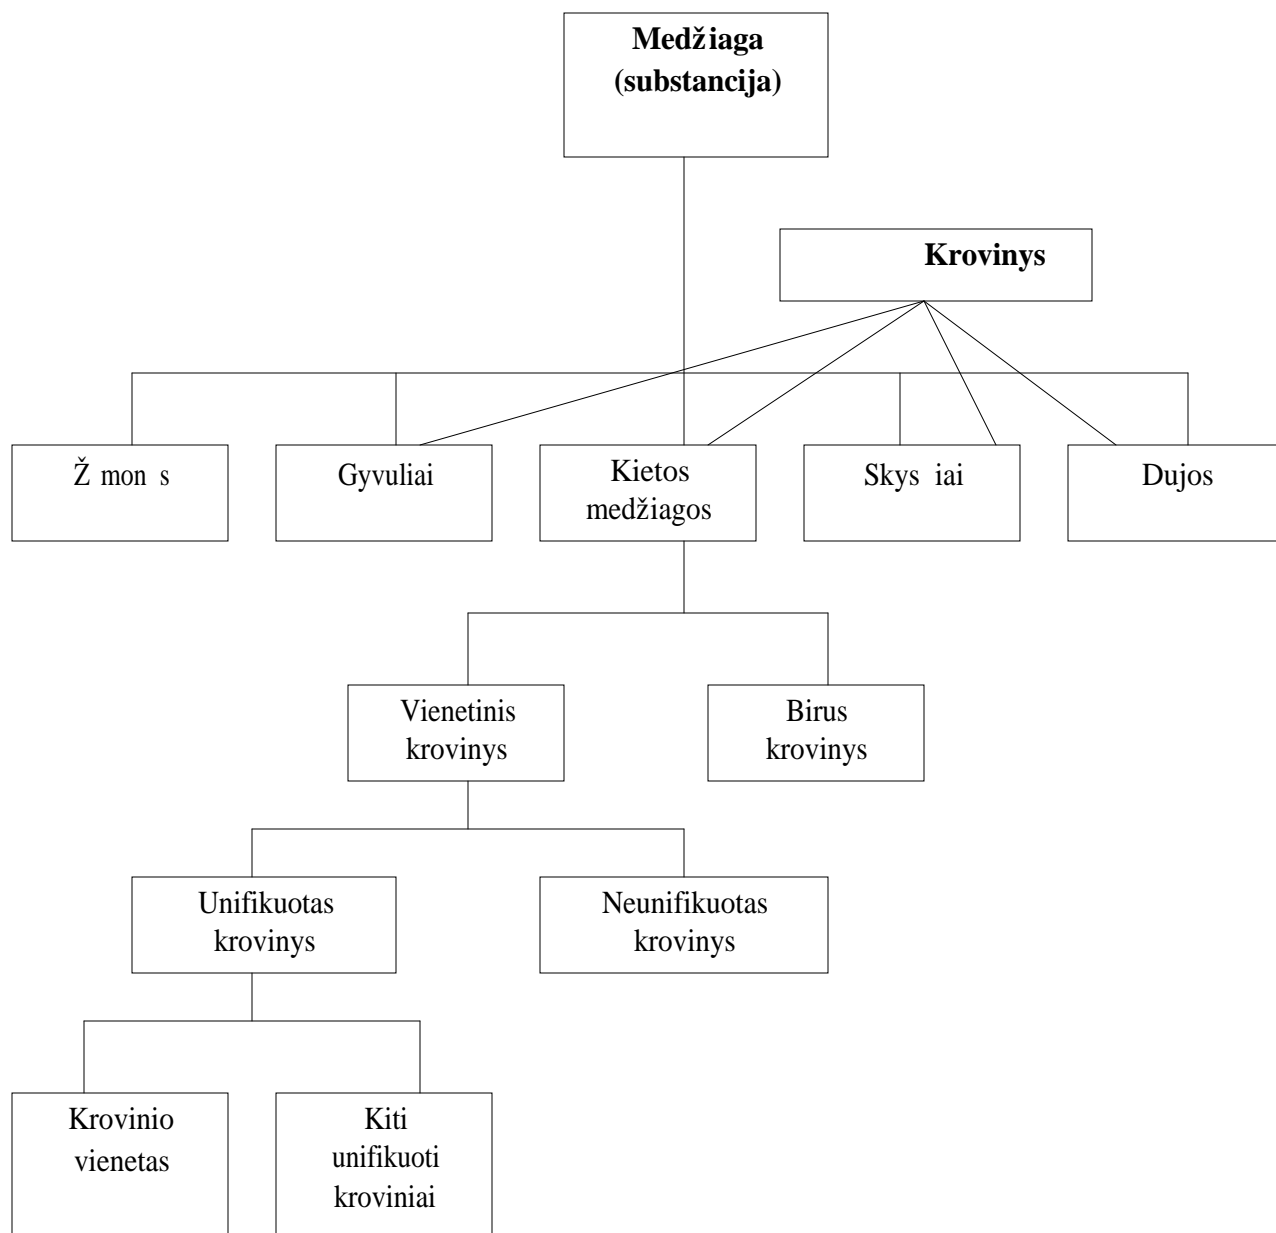 Medžiaga
(substancija)
Krovinys
Ž mon s
Gyvuliai
Kietos
medžiagos
Skys iai
Dujos
Vienetinis
krovinys
Birus
krovinys
Unifikuotas
krovinys
Neunifikuotas
krovinys
Krovinio
vienetas
Kiti
unifikuoti
kroviniai